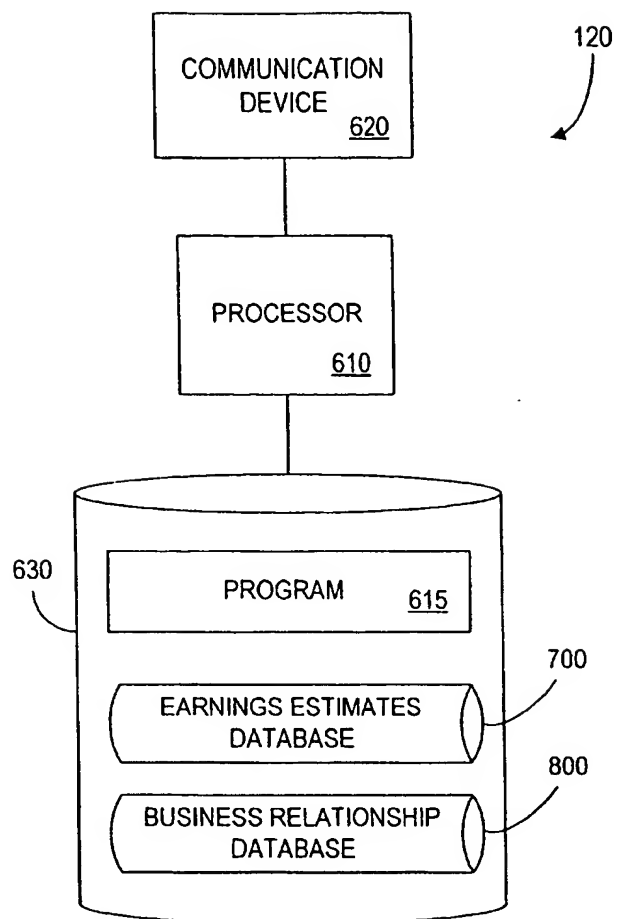 120
COMMUNICATION
DEVICE
620
PROCESSOR
610
630
PROGRAM
615
700
EARNINGS ESTIMATES
DATABASE
800
BUSINESS RELATIONSHIP
DATABASE